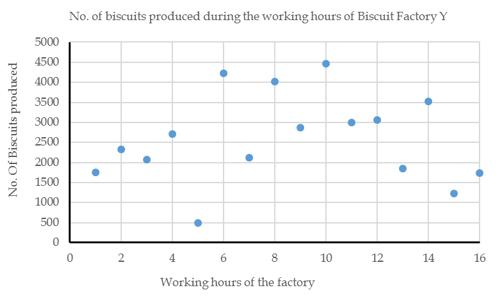 No. of biscuits produced during the working hours of Biscuit Factory Y
No. Of Biscuits produced
5000
4500
4000
3500
3000
2500
2000
1500
1000
500
0
0 2 4 6 8 10 12 14 16
Working hours of the factory